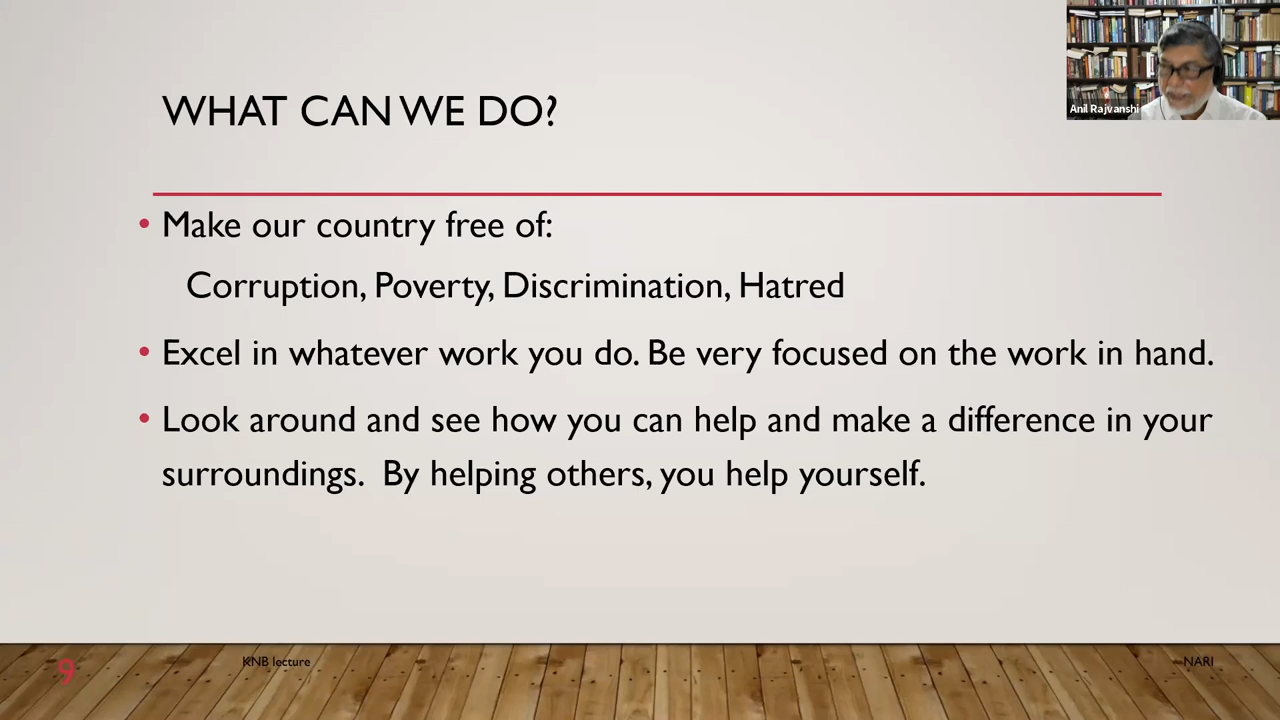 Anil Rajvanshi
WHAT CAN WE DO?
• Make our country free of:
Corruption, Poverty, Discrimination, Hatred
• Excel in whatever work you do. Be very focused on the work in hand.
• Look around and see how you can help and make a difference in your
surroundings.  By helping others, you help yourself.
9
KNB lecture
NARI